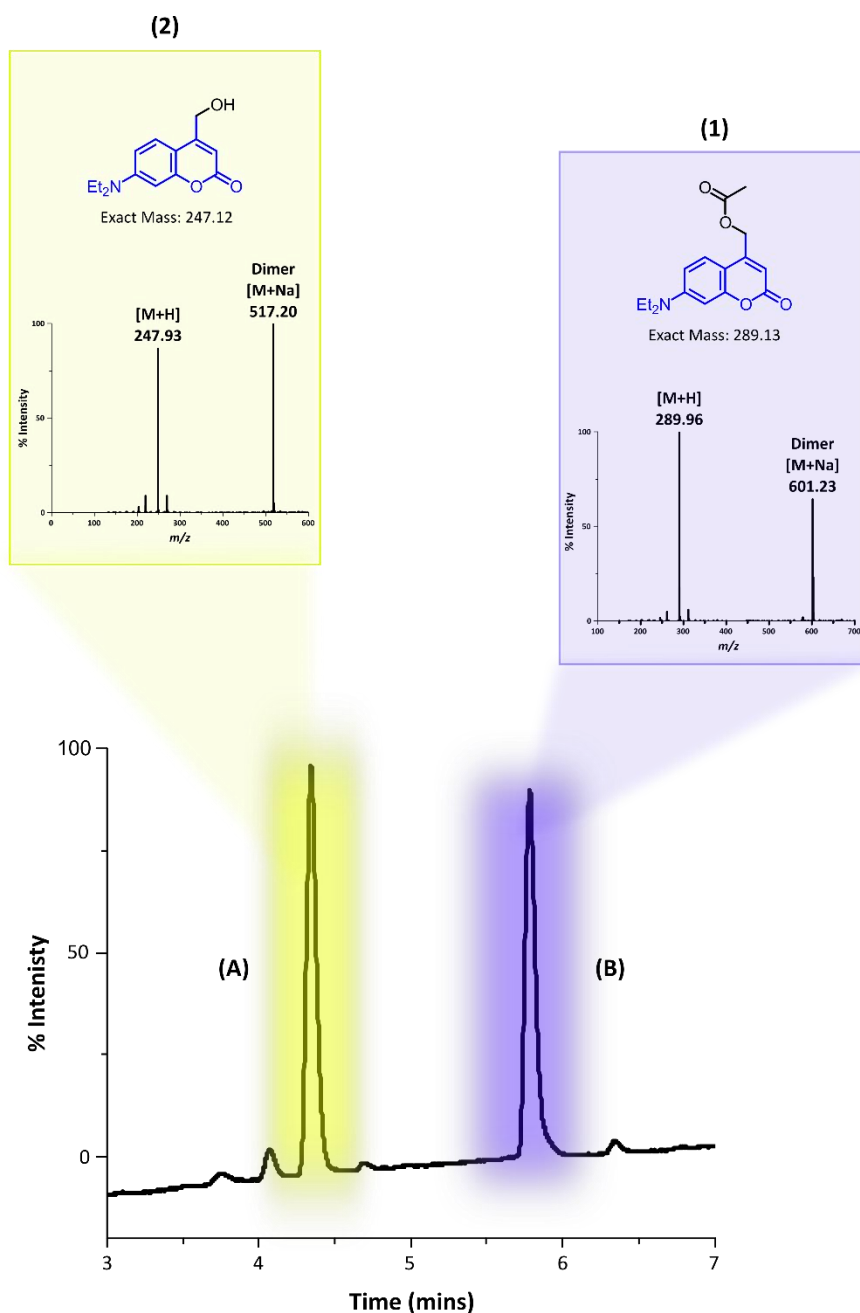 (2)
OH
Et2N
O
O
Exact Mass: 247.12
Dimer
[M+H]
[M+Na]
247.93
517.20
100
50
0
% Intensity
0
100
200
300
400
500
600
m/z
(1)
O
O
Et2N
O
O
Exact Mass: 289.13
[M+H]
289.96
Dimer
[M+Na]
601.23
100
50
0
% Intensity
100
200
300
400
500
600
700
m/z
100
50
0
% Intenisty
(A)
(B)
3
4
5
6
7
Time (mins)